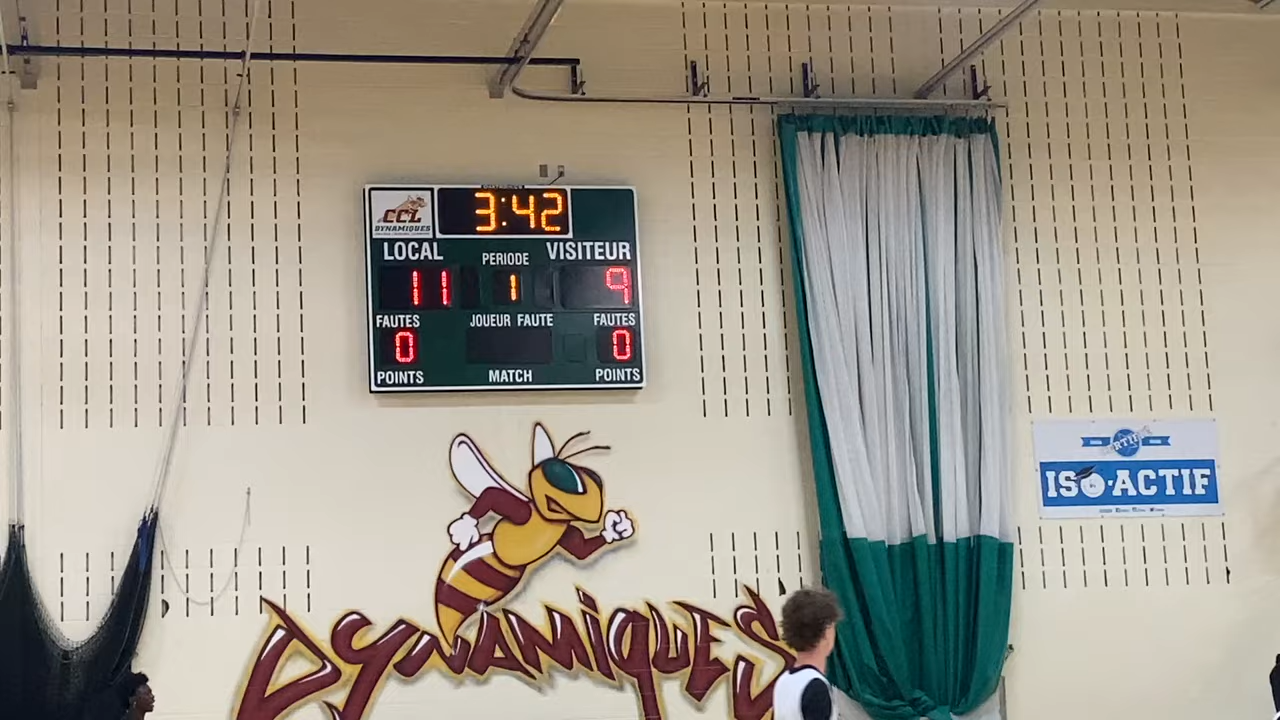 CCL
DYNAMIQUES
3:42
LOCAL
PERIODE
VISITEUR
11
1
9
FAUTES
JOUEUR FAUTE
FAUTES
0
0
POINTS
MATCH
POINTS
DYNAMIQUES
ISO-ACTIF